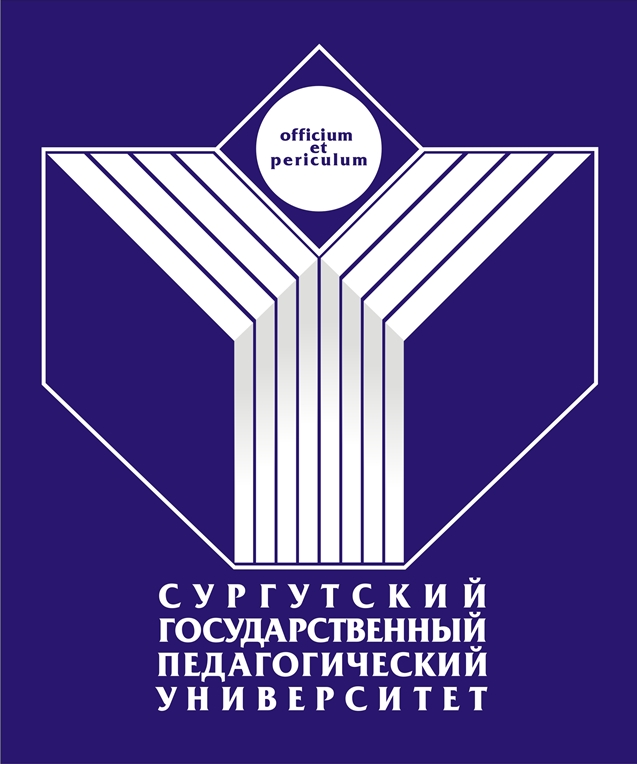 officium
et
periculum
СУРГУТСКИЙ
ГОСУДАРСТВЕННЫЙ
ПЕДАГОГИЧЕСКИЙ
УНИВЕРСИТЕТ